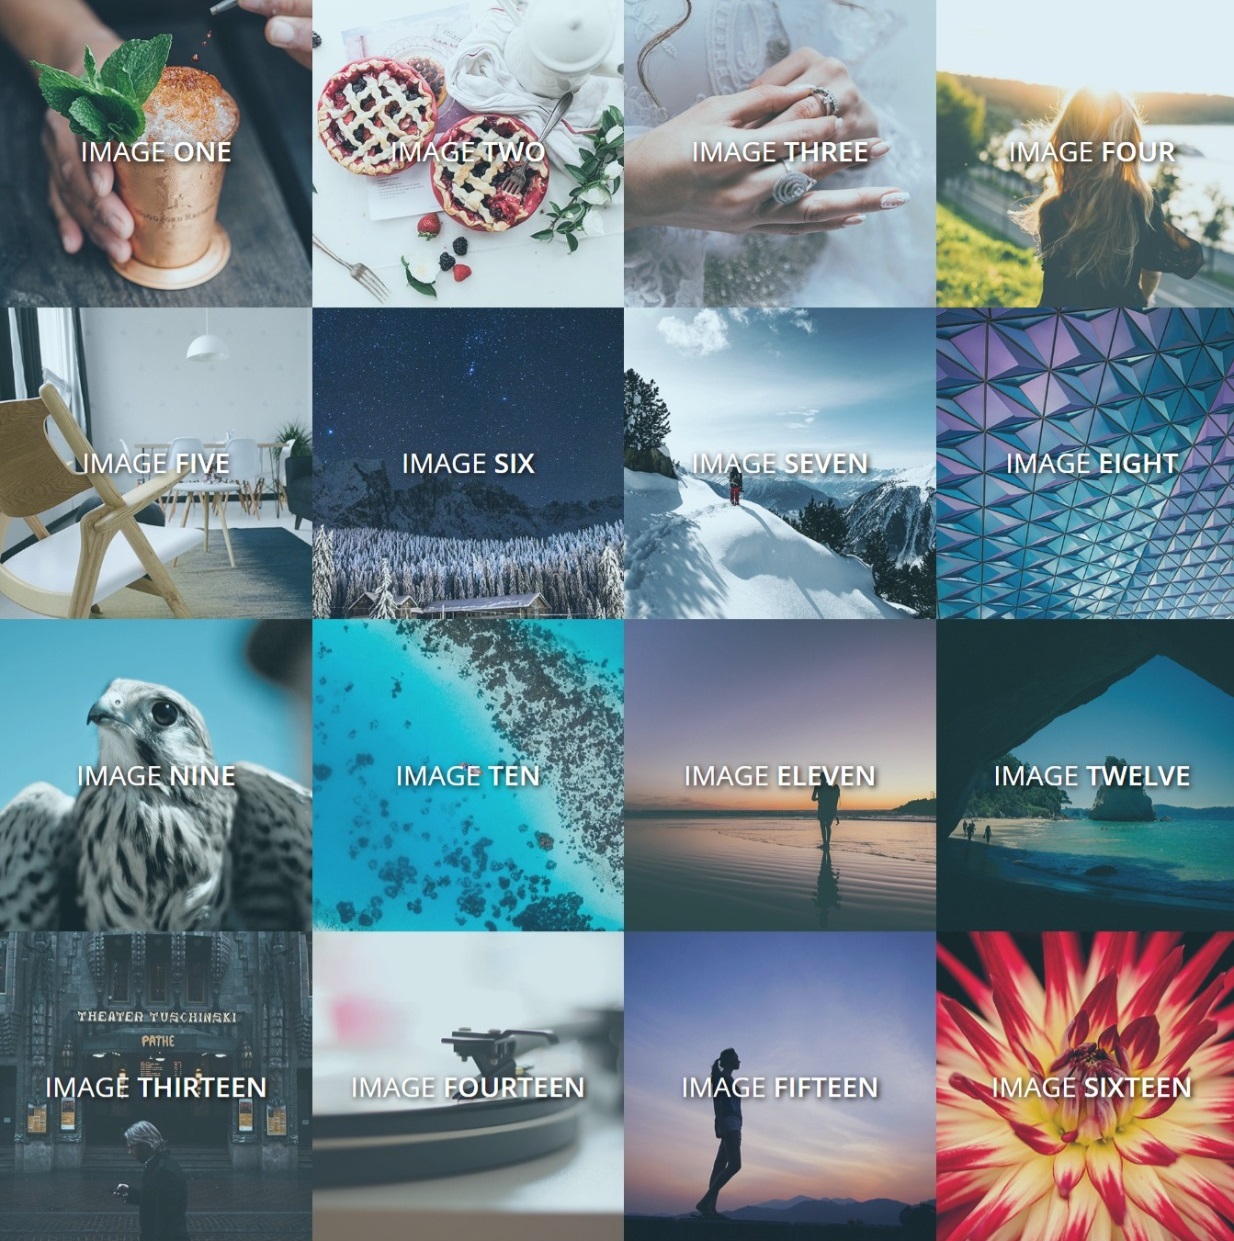 IMAGE ONE
IMAGE TWO
IMAGE THREE
IMAGE FOUR
IMAGE FIVE
IMAGE SIX
IMAGE SEVEN
IMAGE EIGHT
IMAGE NINE
IMAGE TEN
IMAGE ELEVEN
IMAGE TWELVE
THEATER TUSCHINSKI
PATHE
IMAGE THIRTEEN
IMAGE FOURTEEN
IMAGE FIFTEEN
IMAGE SIXTEEN